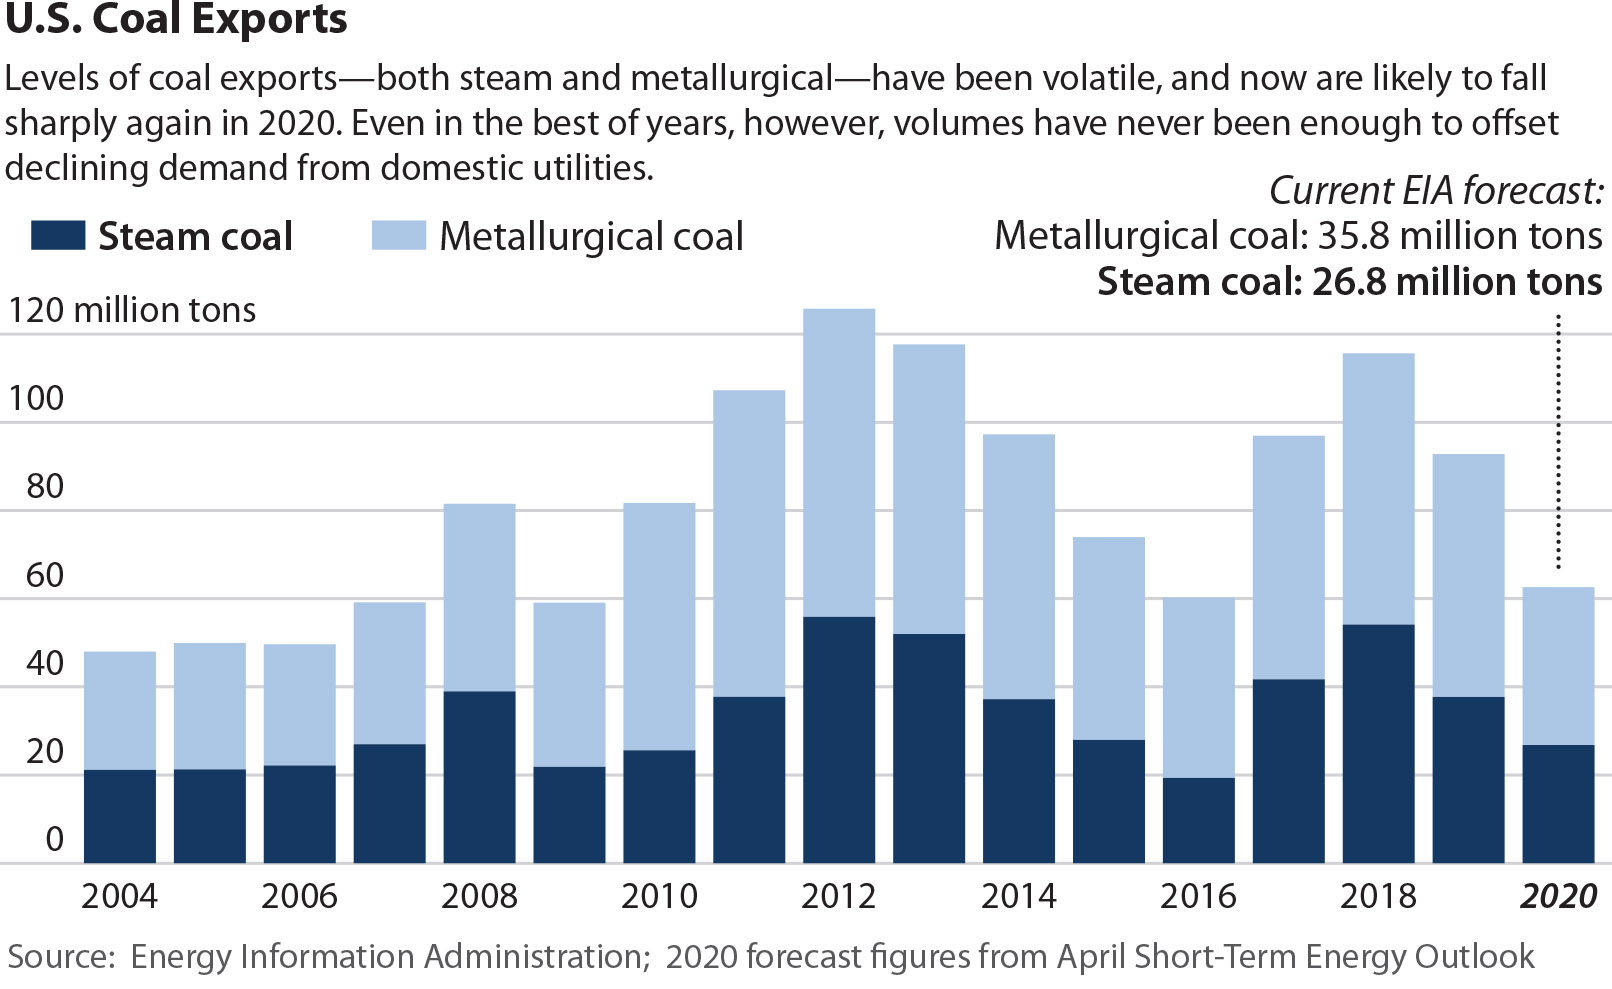 U.S. Coal Exports
Levels of coal exports—both steam and metallurgical—have been volatile, and now are likely to fall
sharply again in 2020. Even in the best of years, however, volumes have never been enough to offset
declining demand from domestic utilities.
Current EIA forecast:
Metallurgical coal: 35.8 million tons
Steam coal: 26.8 million tons
Steam coal
Metallurgical coal
120 million tons
100
80
60
40
20
0
2004 2006 2008 2010 2012 2014 2016 2018 2020
Source: Energy Information Administration; 2020 forecast figures from April Short-Term Energy Outlook